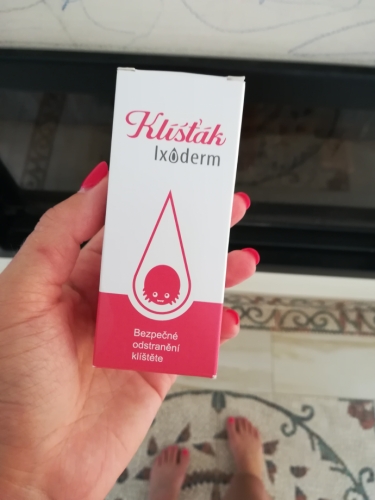 Klíšťák
Ixoderm
Bezpečné
odstranění
klíštěte